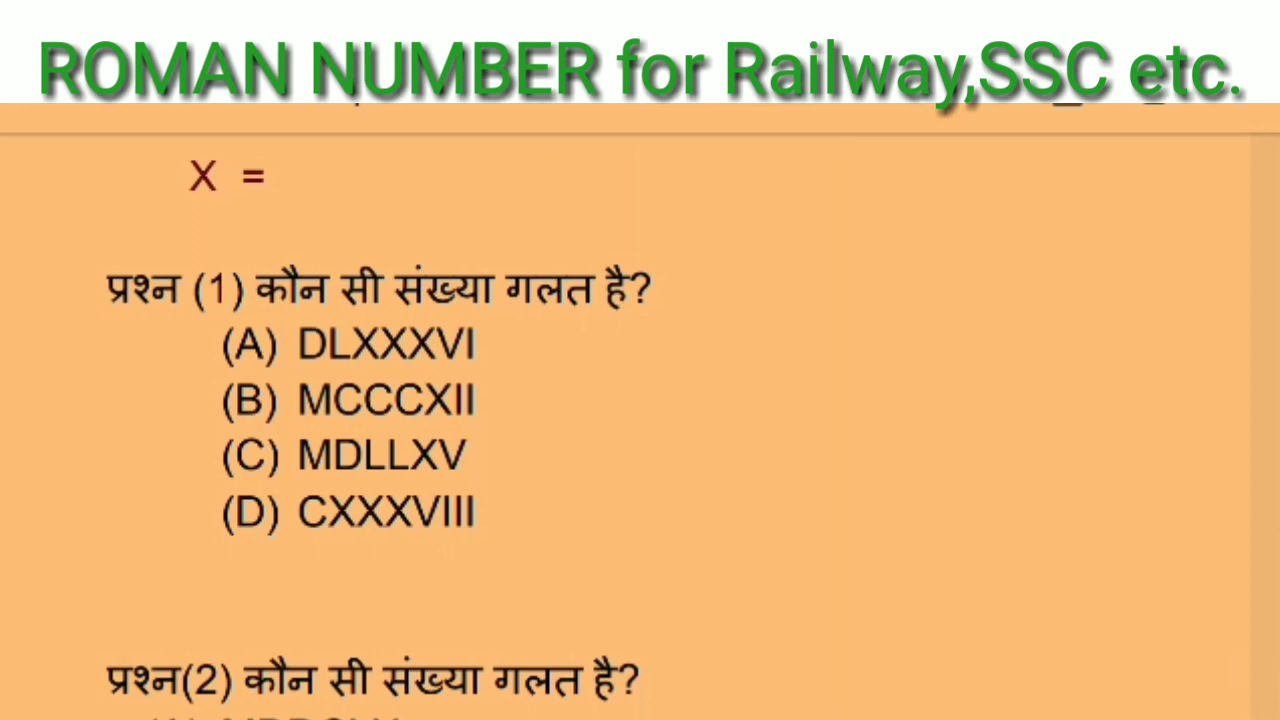 ROMAN NUMBER for Railway,SSC etc.
X =
प्रश्न (1) कौन सी संख्या गलत है?
(A) DLXXXVI
(B) MCCCXII
(C) MDLLXV
(D) CXXXVIII
प्रश्न(2) कौन सी संख्या गलत है?